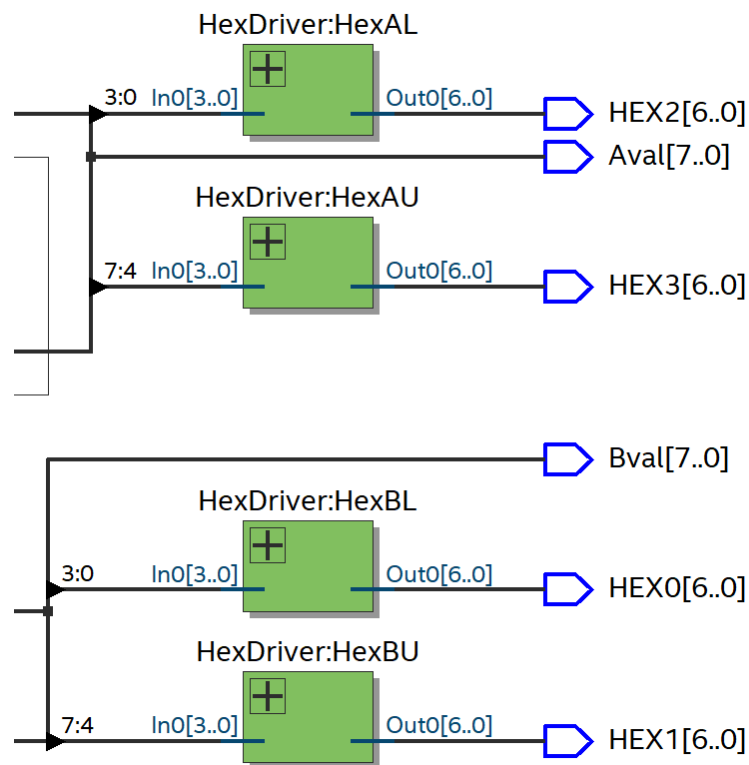 HexDriver:HexAL
3:0 In0[3..0] Out0[6..0] HEX2[6..0]
Aval[7..0]
HexDriver:HexAU
7:4 In0[3..0] Out0[6..0] HEX3[6..0]
Bval[7..0]
HexDriver:HexBL
3:0 In0[3..0] Out0[6..0] HEX0[6..0]
HexDriver:HexBU
7:4 In0[3..0] Out0[6..0] HEX1[6..0]